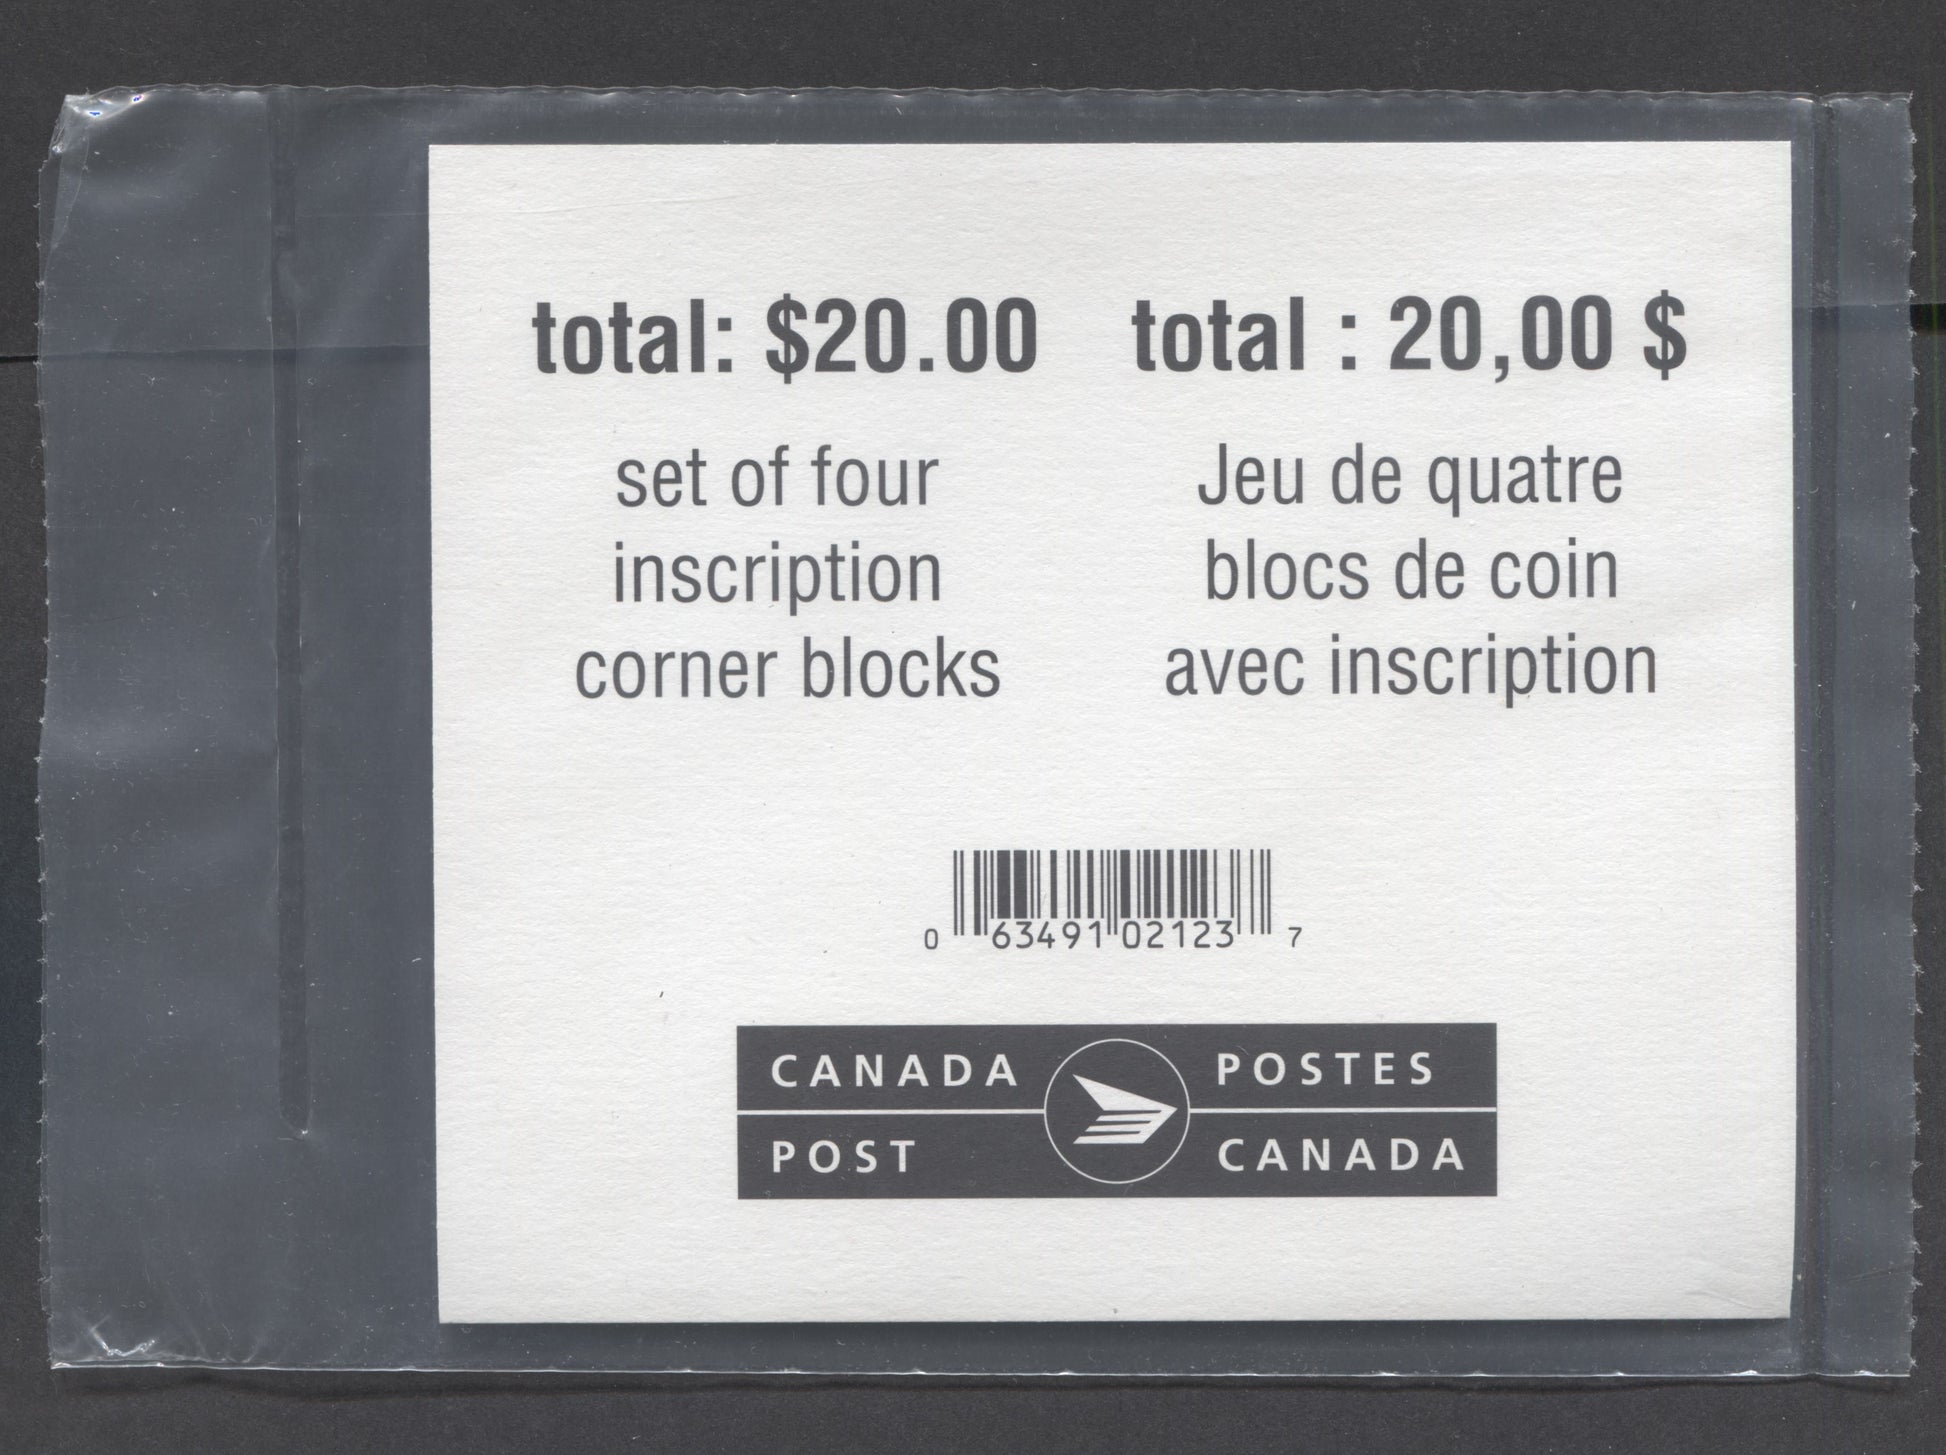 total: $20.00
set of four
inscription
corner blocks
total : 20,00 $
Jeu de quatre
blocs de coin
avec inscription
0 63491 02123 7
CANADA
POST
POSTES
CANADA